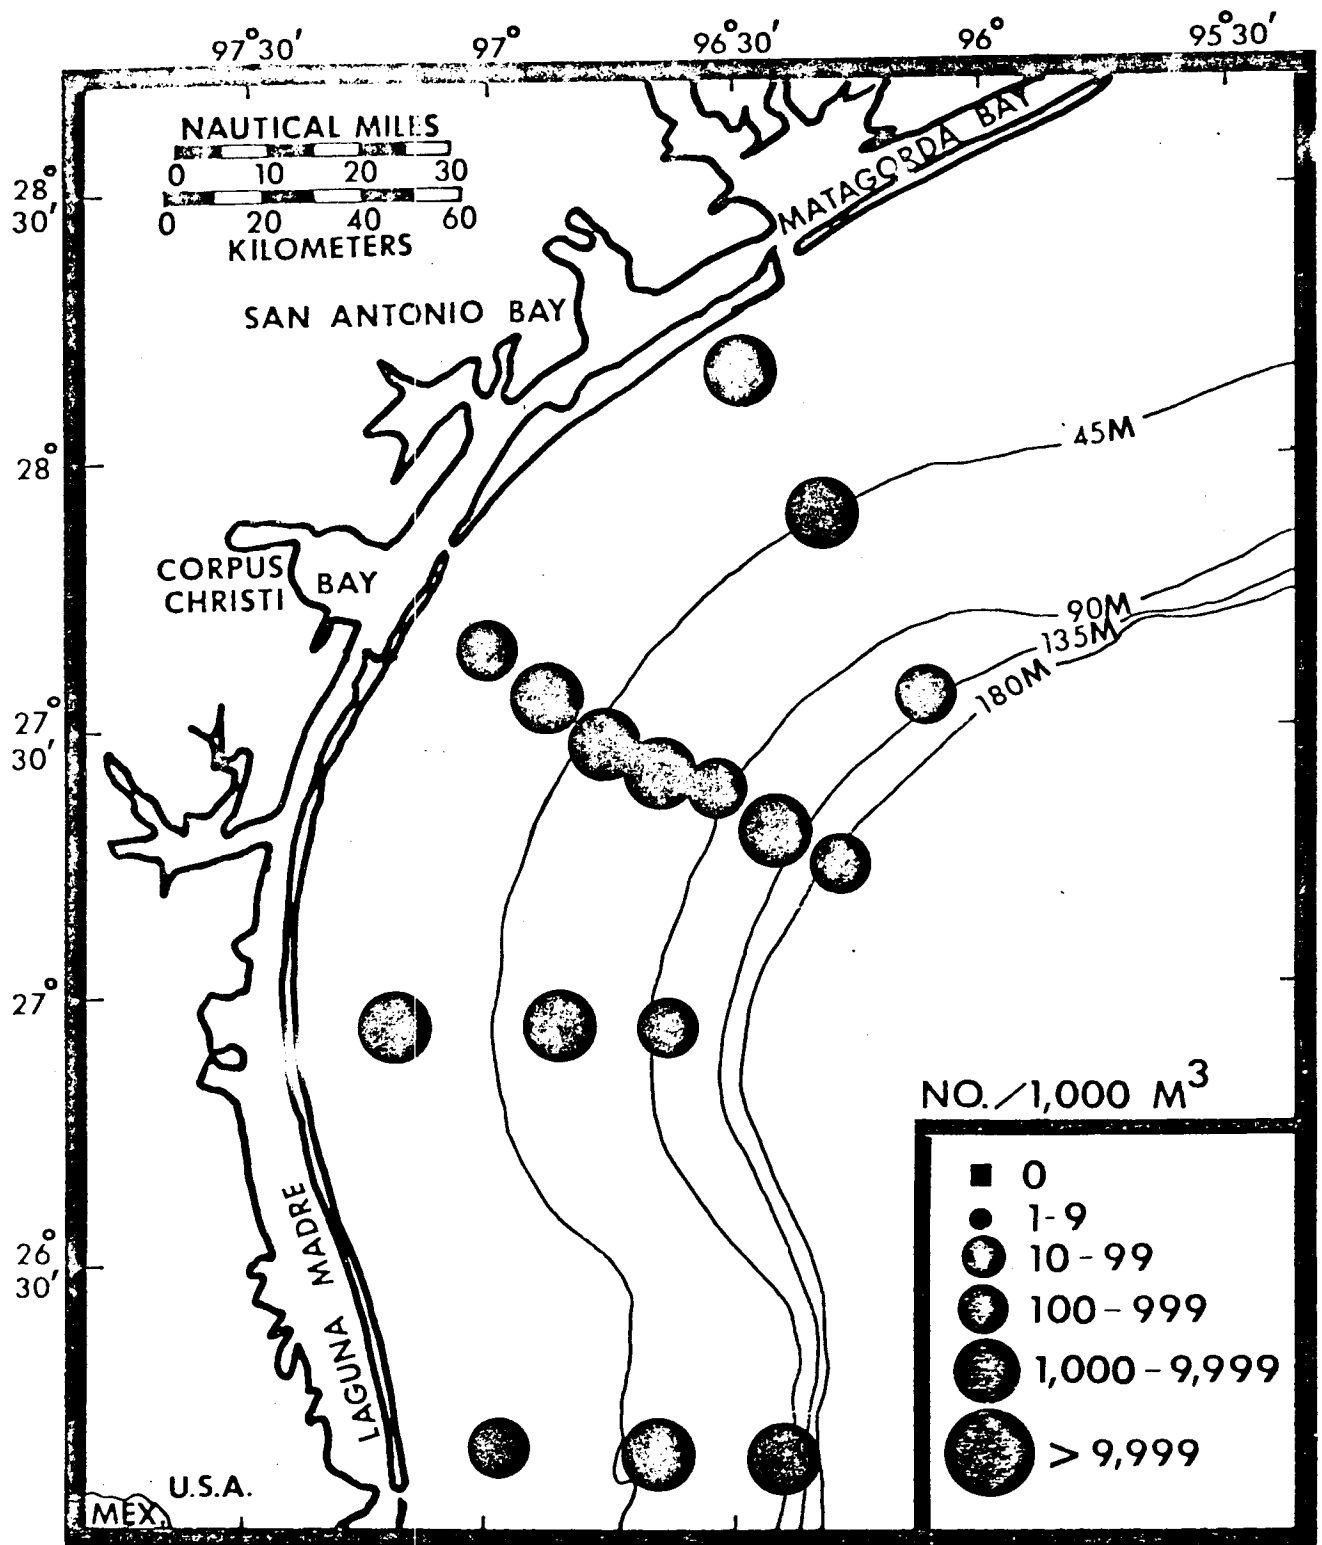 97°30′ 97° 96°30′ 96° 95°30′
NAUTICAL MILES
0 10 20 30
0 20 40 60
KILOMETERS
28°
30′
MATAGORDA BAY
SAN ANTONIO BAY
45M
28°
CORPUS
CHRISTI BAY
90M
135M
180M
27°
30′
27°
NO./1,000 M³
0
1-9
10-99
100-999
1,000-9,999
> 9,999
26°
30′
LAGUNA MADRE
U.S.A.
MEX.